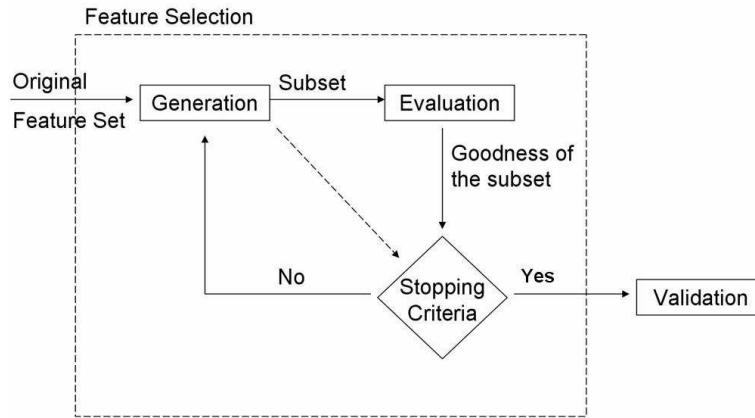 Feature Selection
Original
Feature Set
Generation
Subset
Evaluation
Goodness of
the subset
No
Stopping
Criteria
Yes
Validation